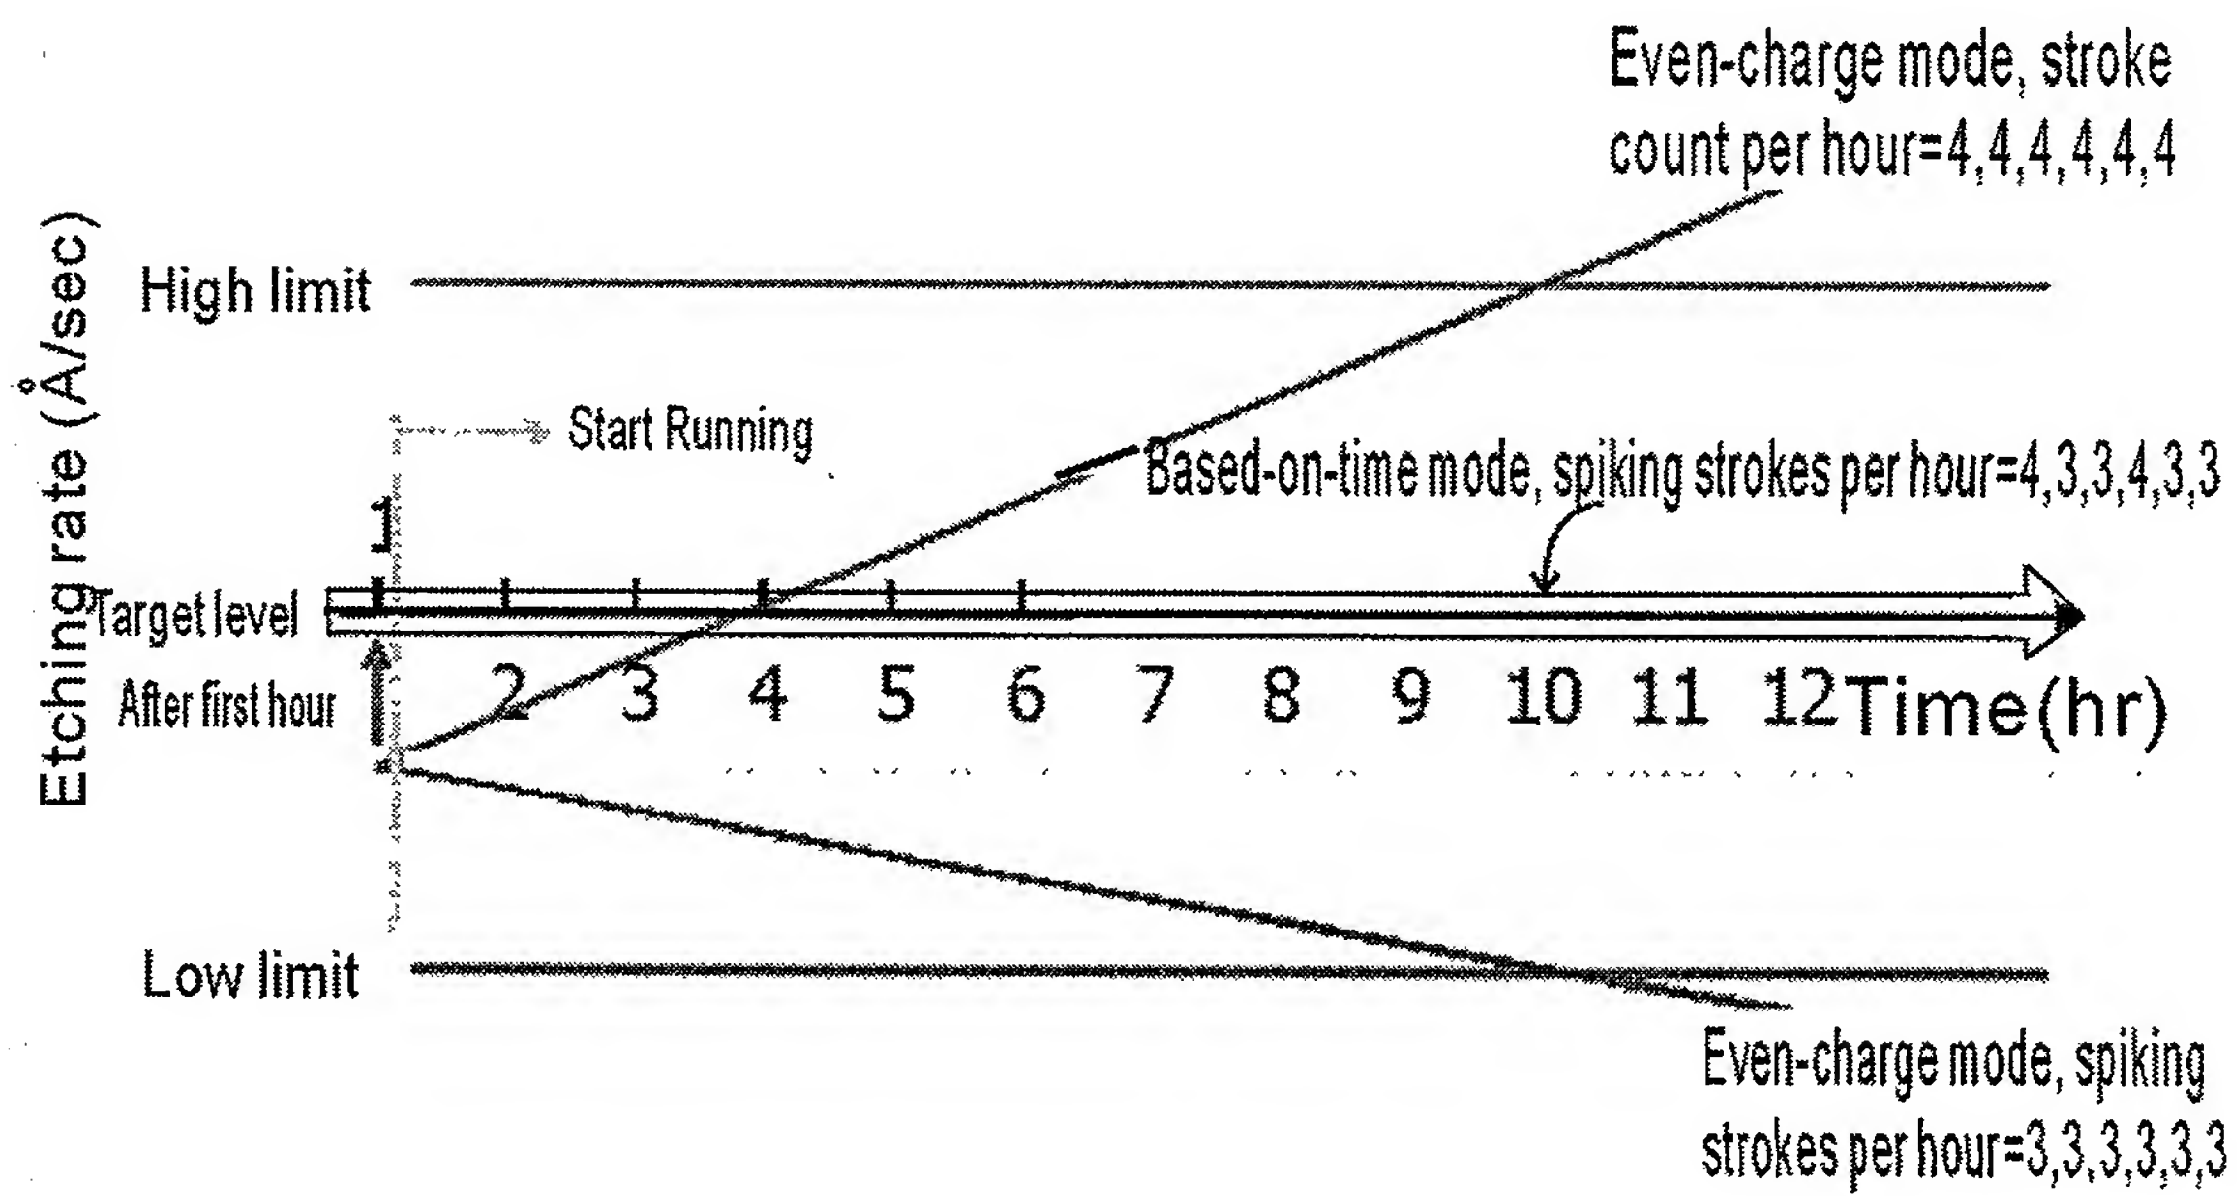 Even-charge mode, stroke
count per hour=4,4,4,4,4,4
High limit
Etching rate (Å/sec)
Start Running
Based-on-time mode, spiking strokes per hour=4,3,3,4,3,3
1
Target level
After first hour
2 3 4 5 6 7 8 9 10 11 12 Time(hr)
Low limit
Even-charge mode, spiking
strokes per hour=3,3,3,3,3,3